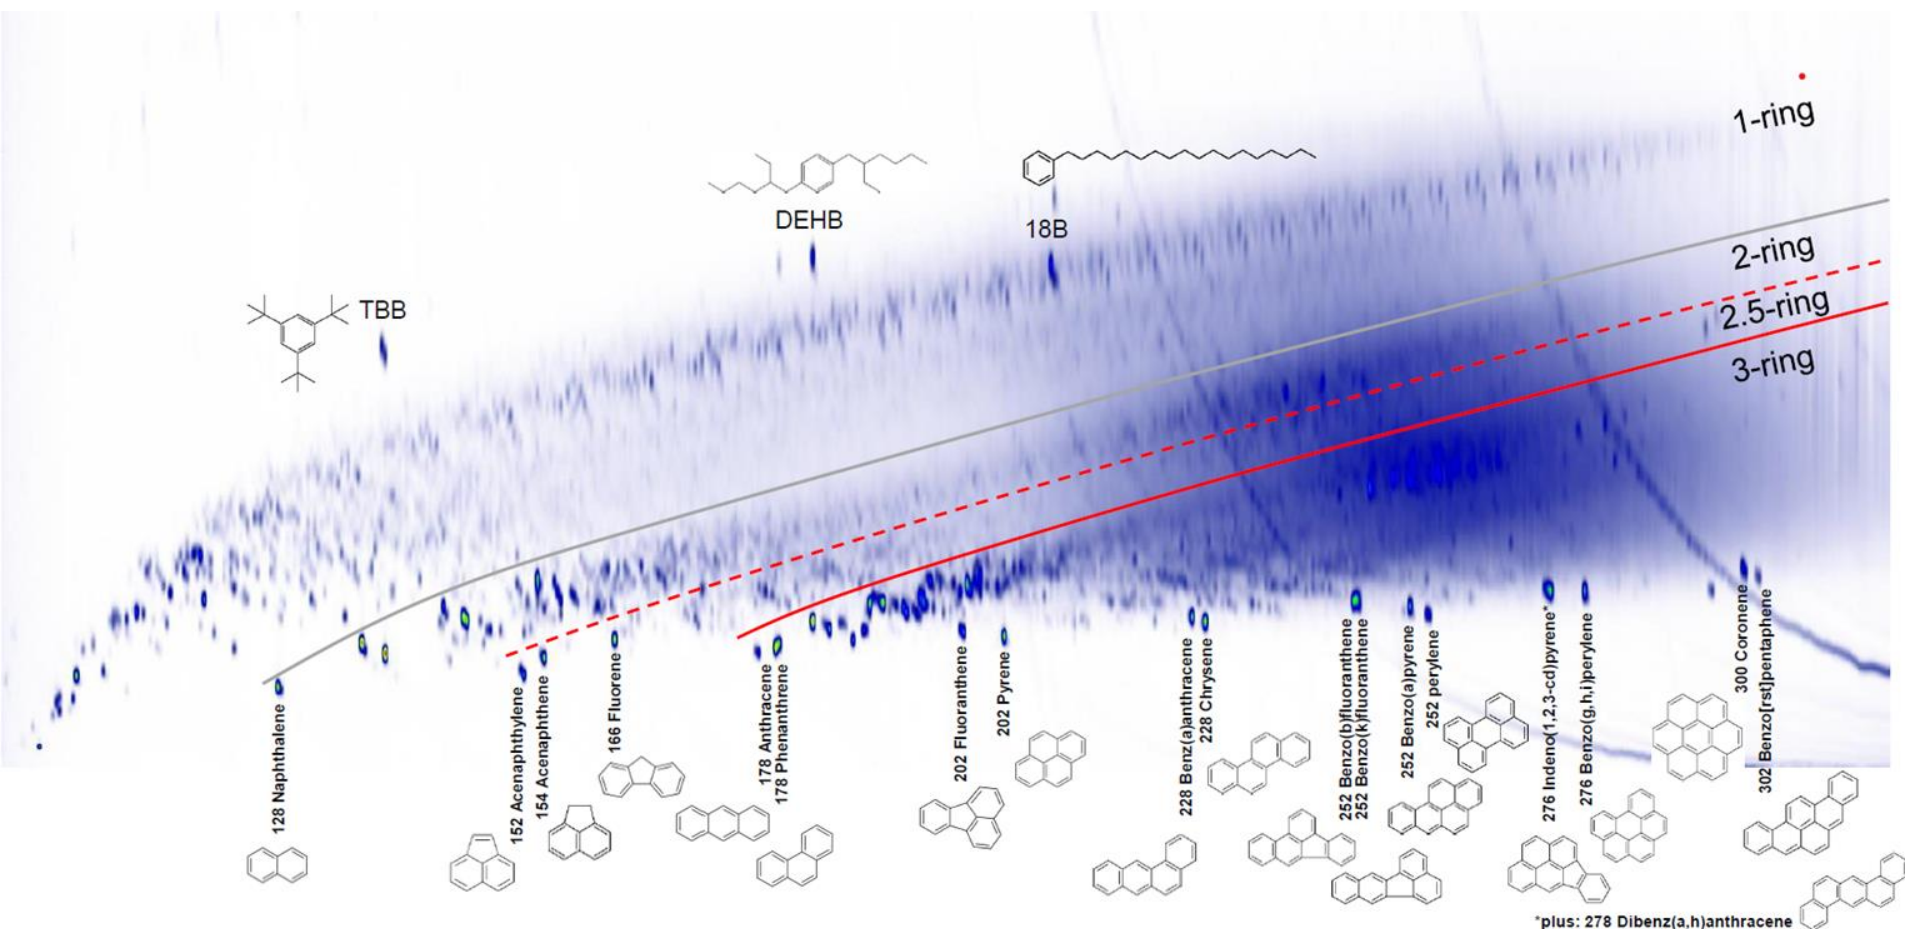 1-ring
DEHB
18B
2-ring
TBB
2.5-ring
3-ring
128 Naphthalene
152 Acenaphthylene
154 Acenaphthene
166 Fluorene
178 Anthracene
178 Phenanthrene
202 Fluoranthene
202 Pyrene
228 Benz(a)anthracene
228 Chrysene
252 Benzo(b)fluoranthene
252 Benzo(k)fluoranthene
252 Benzo(a)pyrene
252 perylene
276 Indeno(1,2,3-cd)pyrene*
276 Benzo(g,h,i)perylene
300 Coronene
302 Benzo[rst]pentaphene
*plus: 278 Dibenz(a,h)anthracene